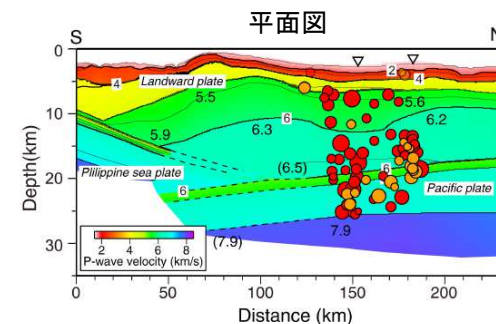 平面図
S
N
0
10
20
30
Depth(km)
Landward plate
Plilippine sea plate
Pacific plate
4
2
4
5.5
5.6
5.9
6.3
6
6.2
(6.5)
6
6
7.9
(7.9)
2 4 6 8
P-wave velocity (km/s)
0 50 100 150 200
Distance (km)